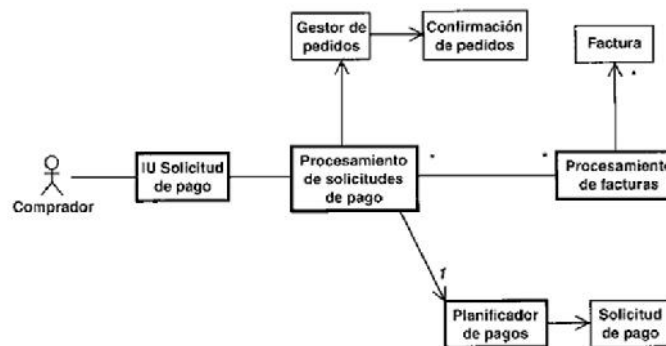 Gestor de
pedidos
Confirmación
de pedidos
Factura
*
IU Solicitud
de pago
Procesamiento
de solicitudes
de pago
*
*
Procesamiento
de facturas
Comprador
1
Planificador
de pagos
Solicitud
de pago